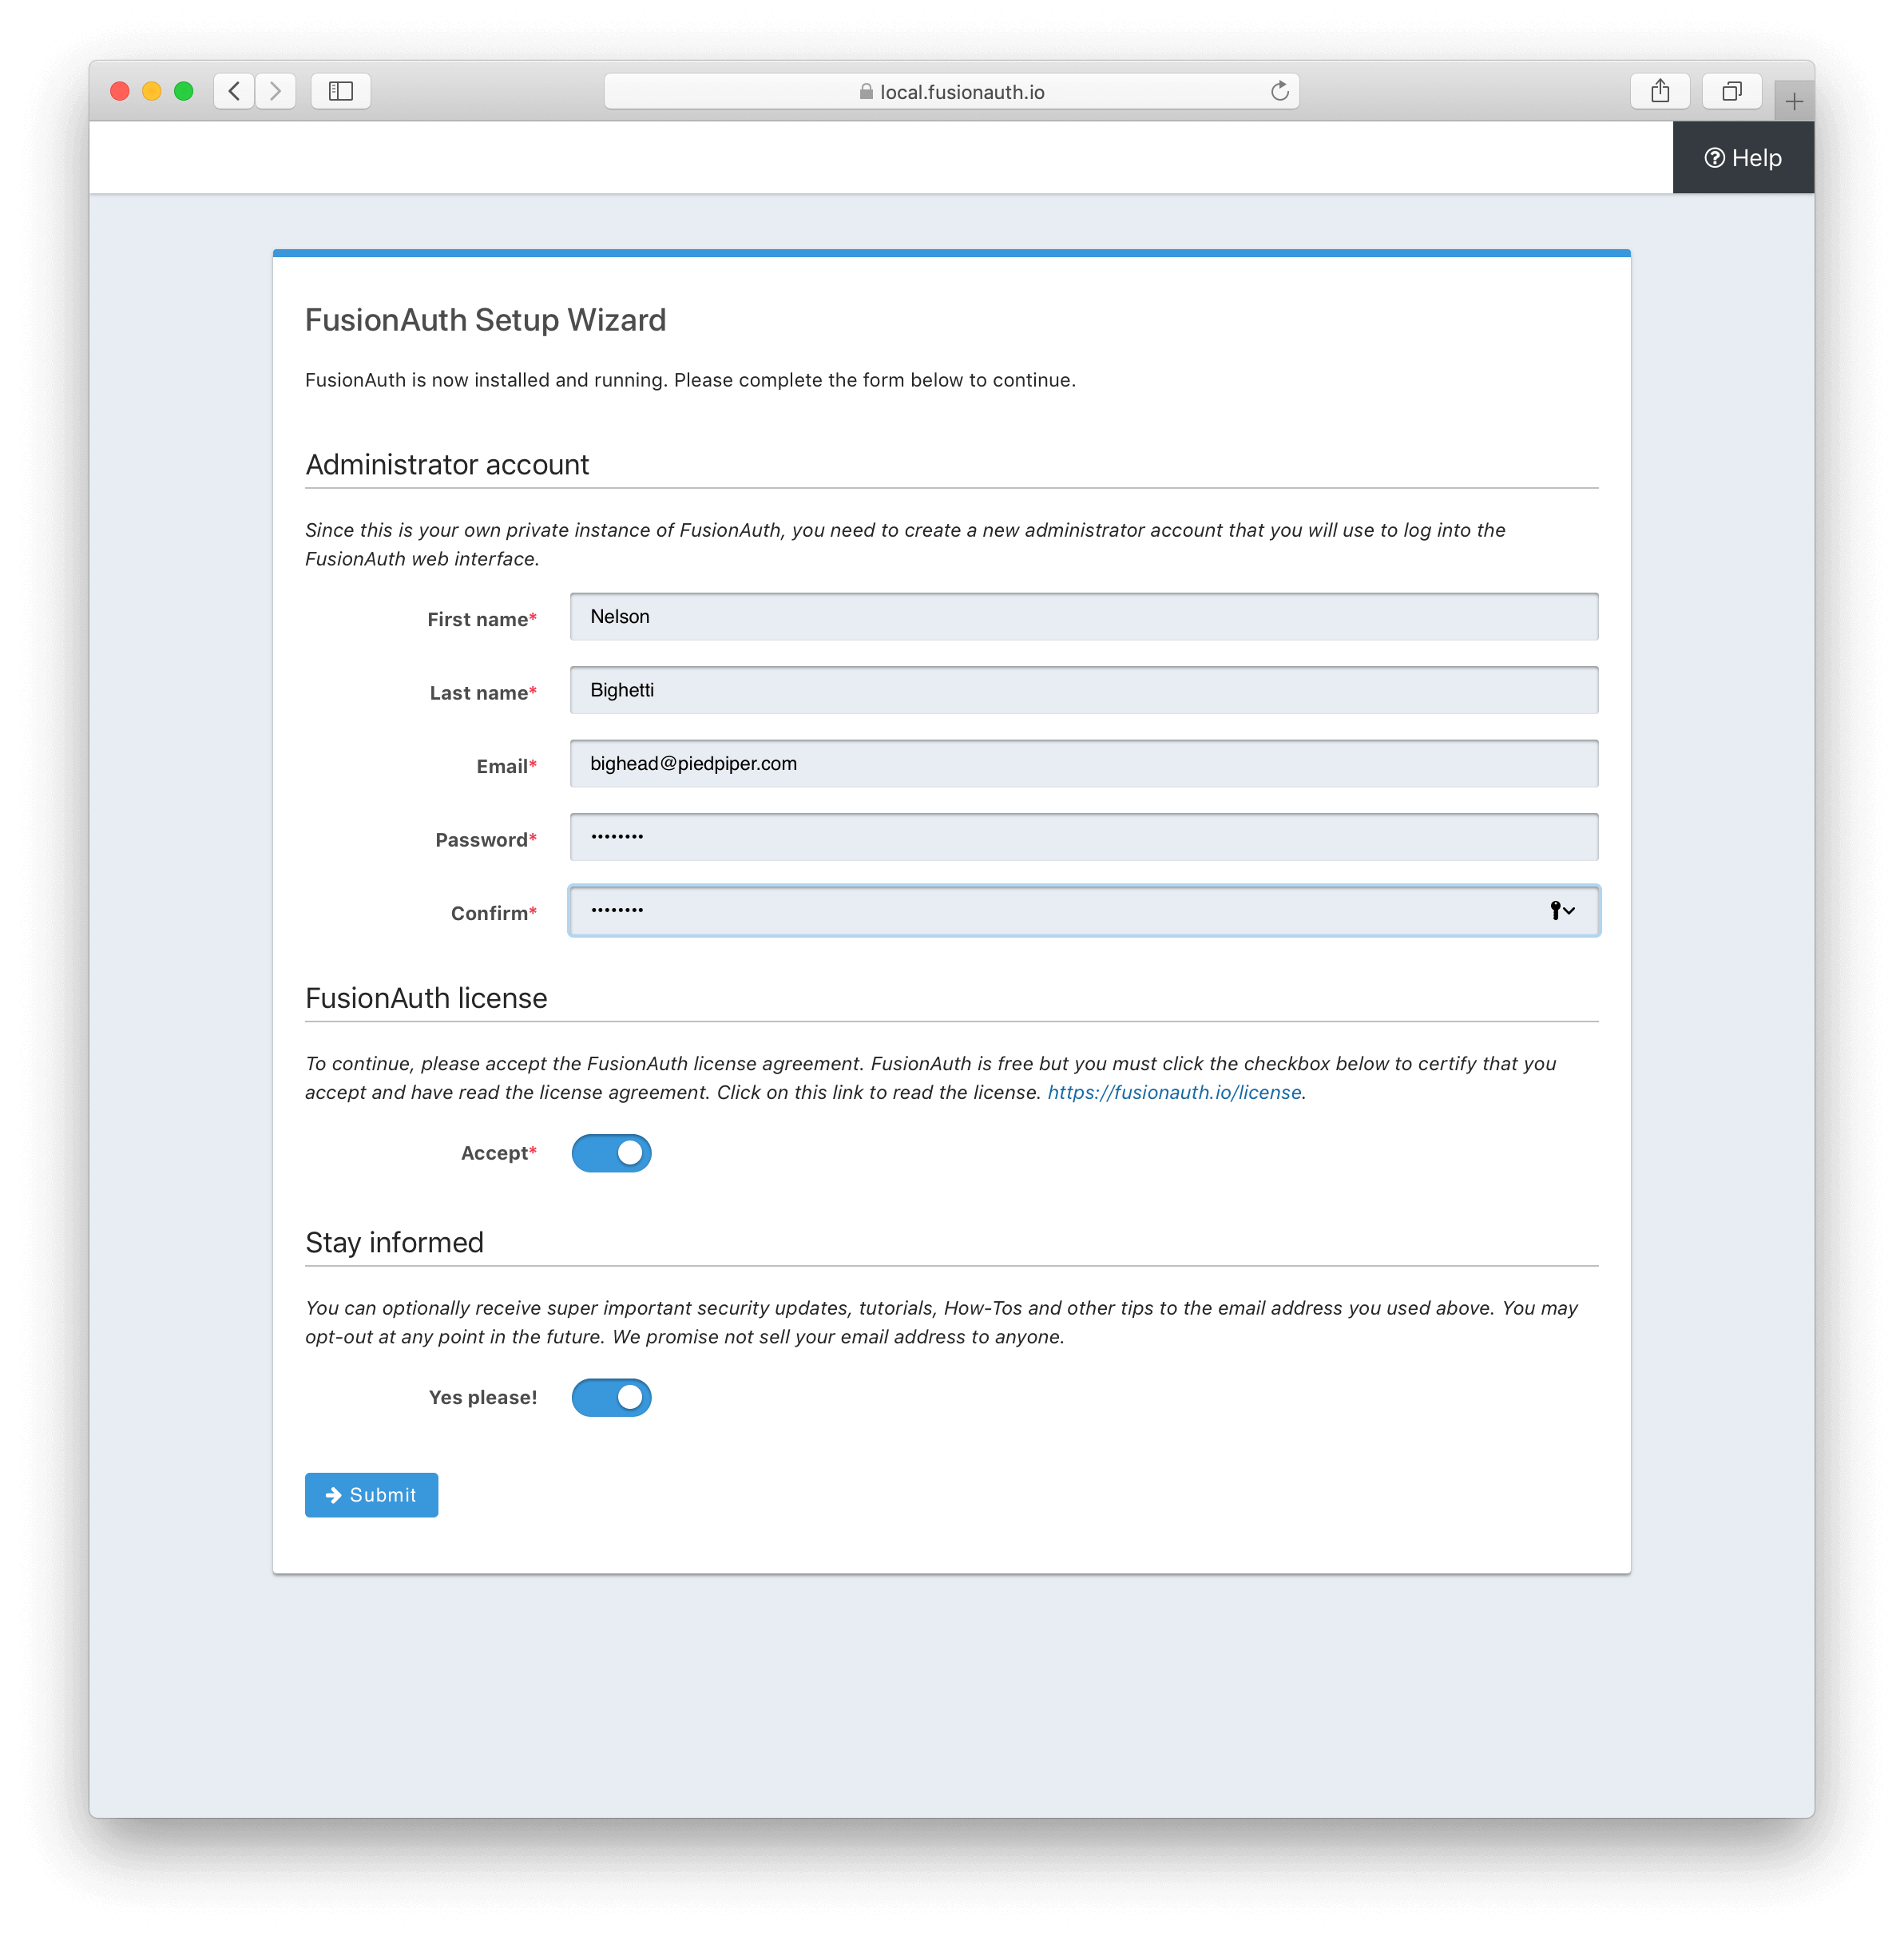 local.fusionauth.io
Help
FusionAuth Setup Wizard
FusionAuth is now installed and running. Please complete the form below to continue.
Administrator account
Since this is your own private instance of FusionAuth, you need to create a new administrator account that you will use to log into the
FusionAuth web interface.
First name* Nelson
Last name* Bighetti
Email* bighead@piedpiper.com
Password* ••••••••
Confirm* ••••••••
FusionAuth license
To continue, please accept the FusionAuth license agreement. FusionAuth is free but you must click the checkbox below to certify that you
accept and have read the license agreement. Click on this link to read the license. https://fusionauth.io/license.
Accept*
Stay informed
You can optionally receive super important security updates, tutorials, How-Tos and other tips to the email address you used above. You may
opt-out at any point in the future. We promise not sell your email address to anyone.
Yes please!
Submit